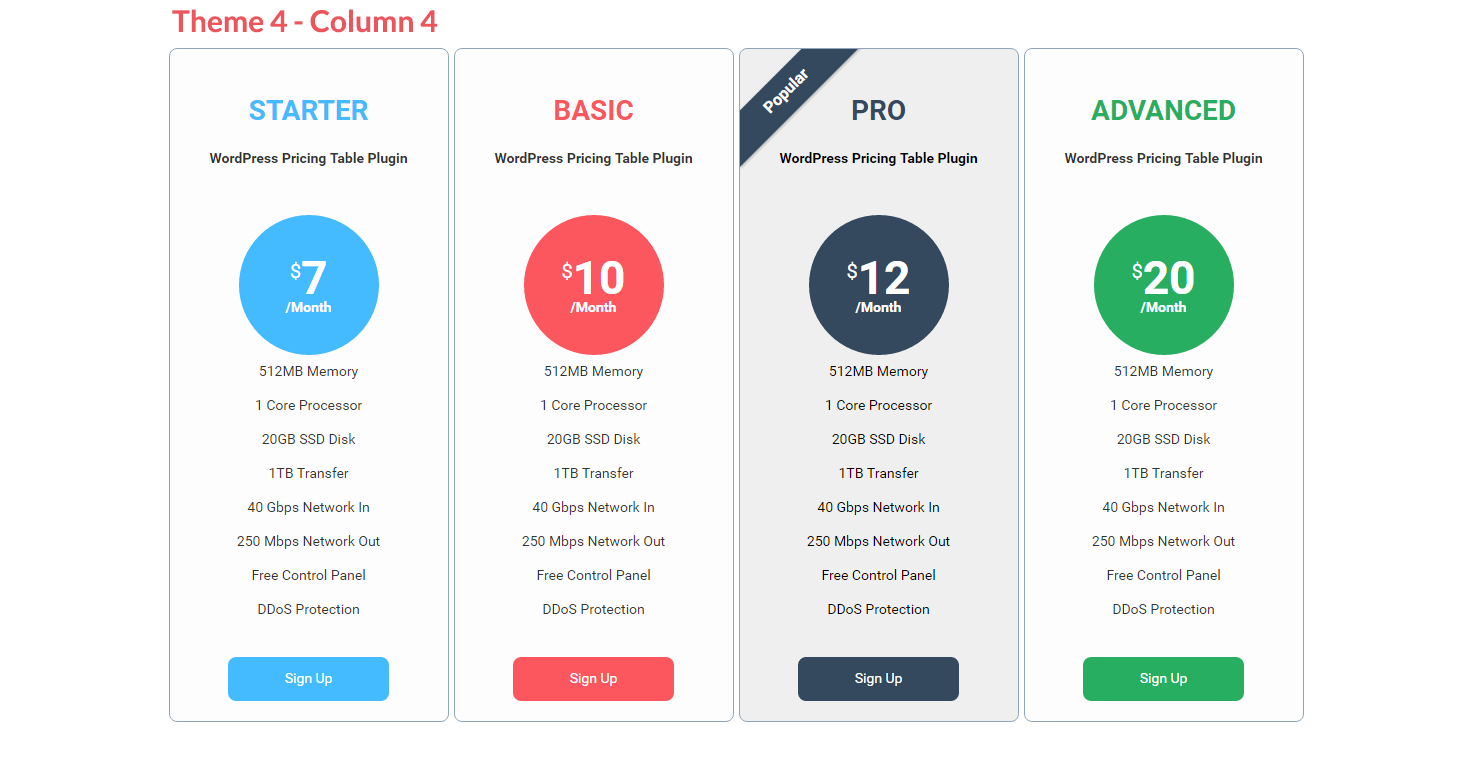 Theme 4 - Column 4
STARTER
WordPress Pricing Table Plugin
$7
/Month
512MB Memory
1 Core Processor
20GB SSD Disk
1TB Transfer
40 Gbps Network In
250 Mbps Network Out
Free Control Panel
DDoS Protection
Sign Up
BASIC
WordPress Pricing Table Plugin
$10
/Month
512MB Memory
1 Core Processor
20GB SSD Disk
1TB Transfer
40 Gbps Network In
250 Mbps Network Out
Free Control Panel
DDoS Protection
Sign Up
Popular
PRO
WordPress Pricing Table Plugin
$12
/Month
512MB Memory
1 Core Processor
20GB SSD Disk
1TB Transfer
40 Gbps Network In
250 Mbps Network Out
Free Control Panel
DDoS Protection
Sign Up
ADVANCED
WordPress Pricing Table Plugin
$20
/Month
512MB Memory
1 Core Processor
20GB SSD Disk
1TB Transfer
40 Gbps Network In
250 Mbps Network Out
Free Control Panel
DDoS Protection
Sign Up